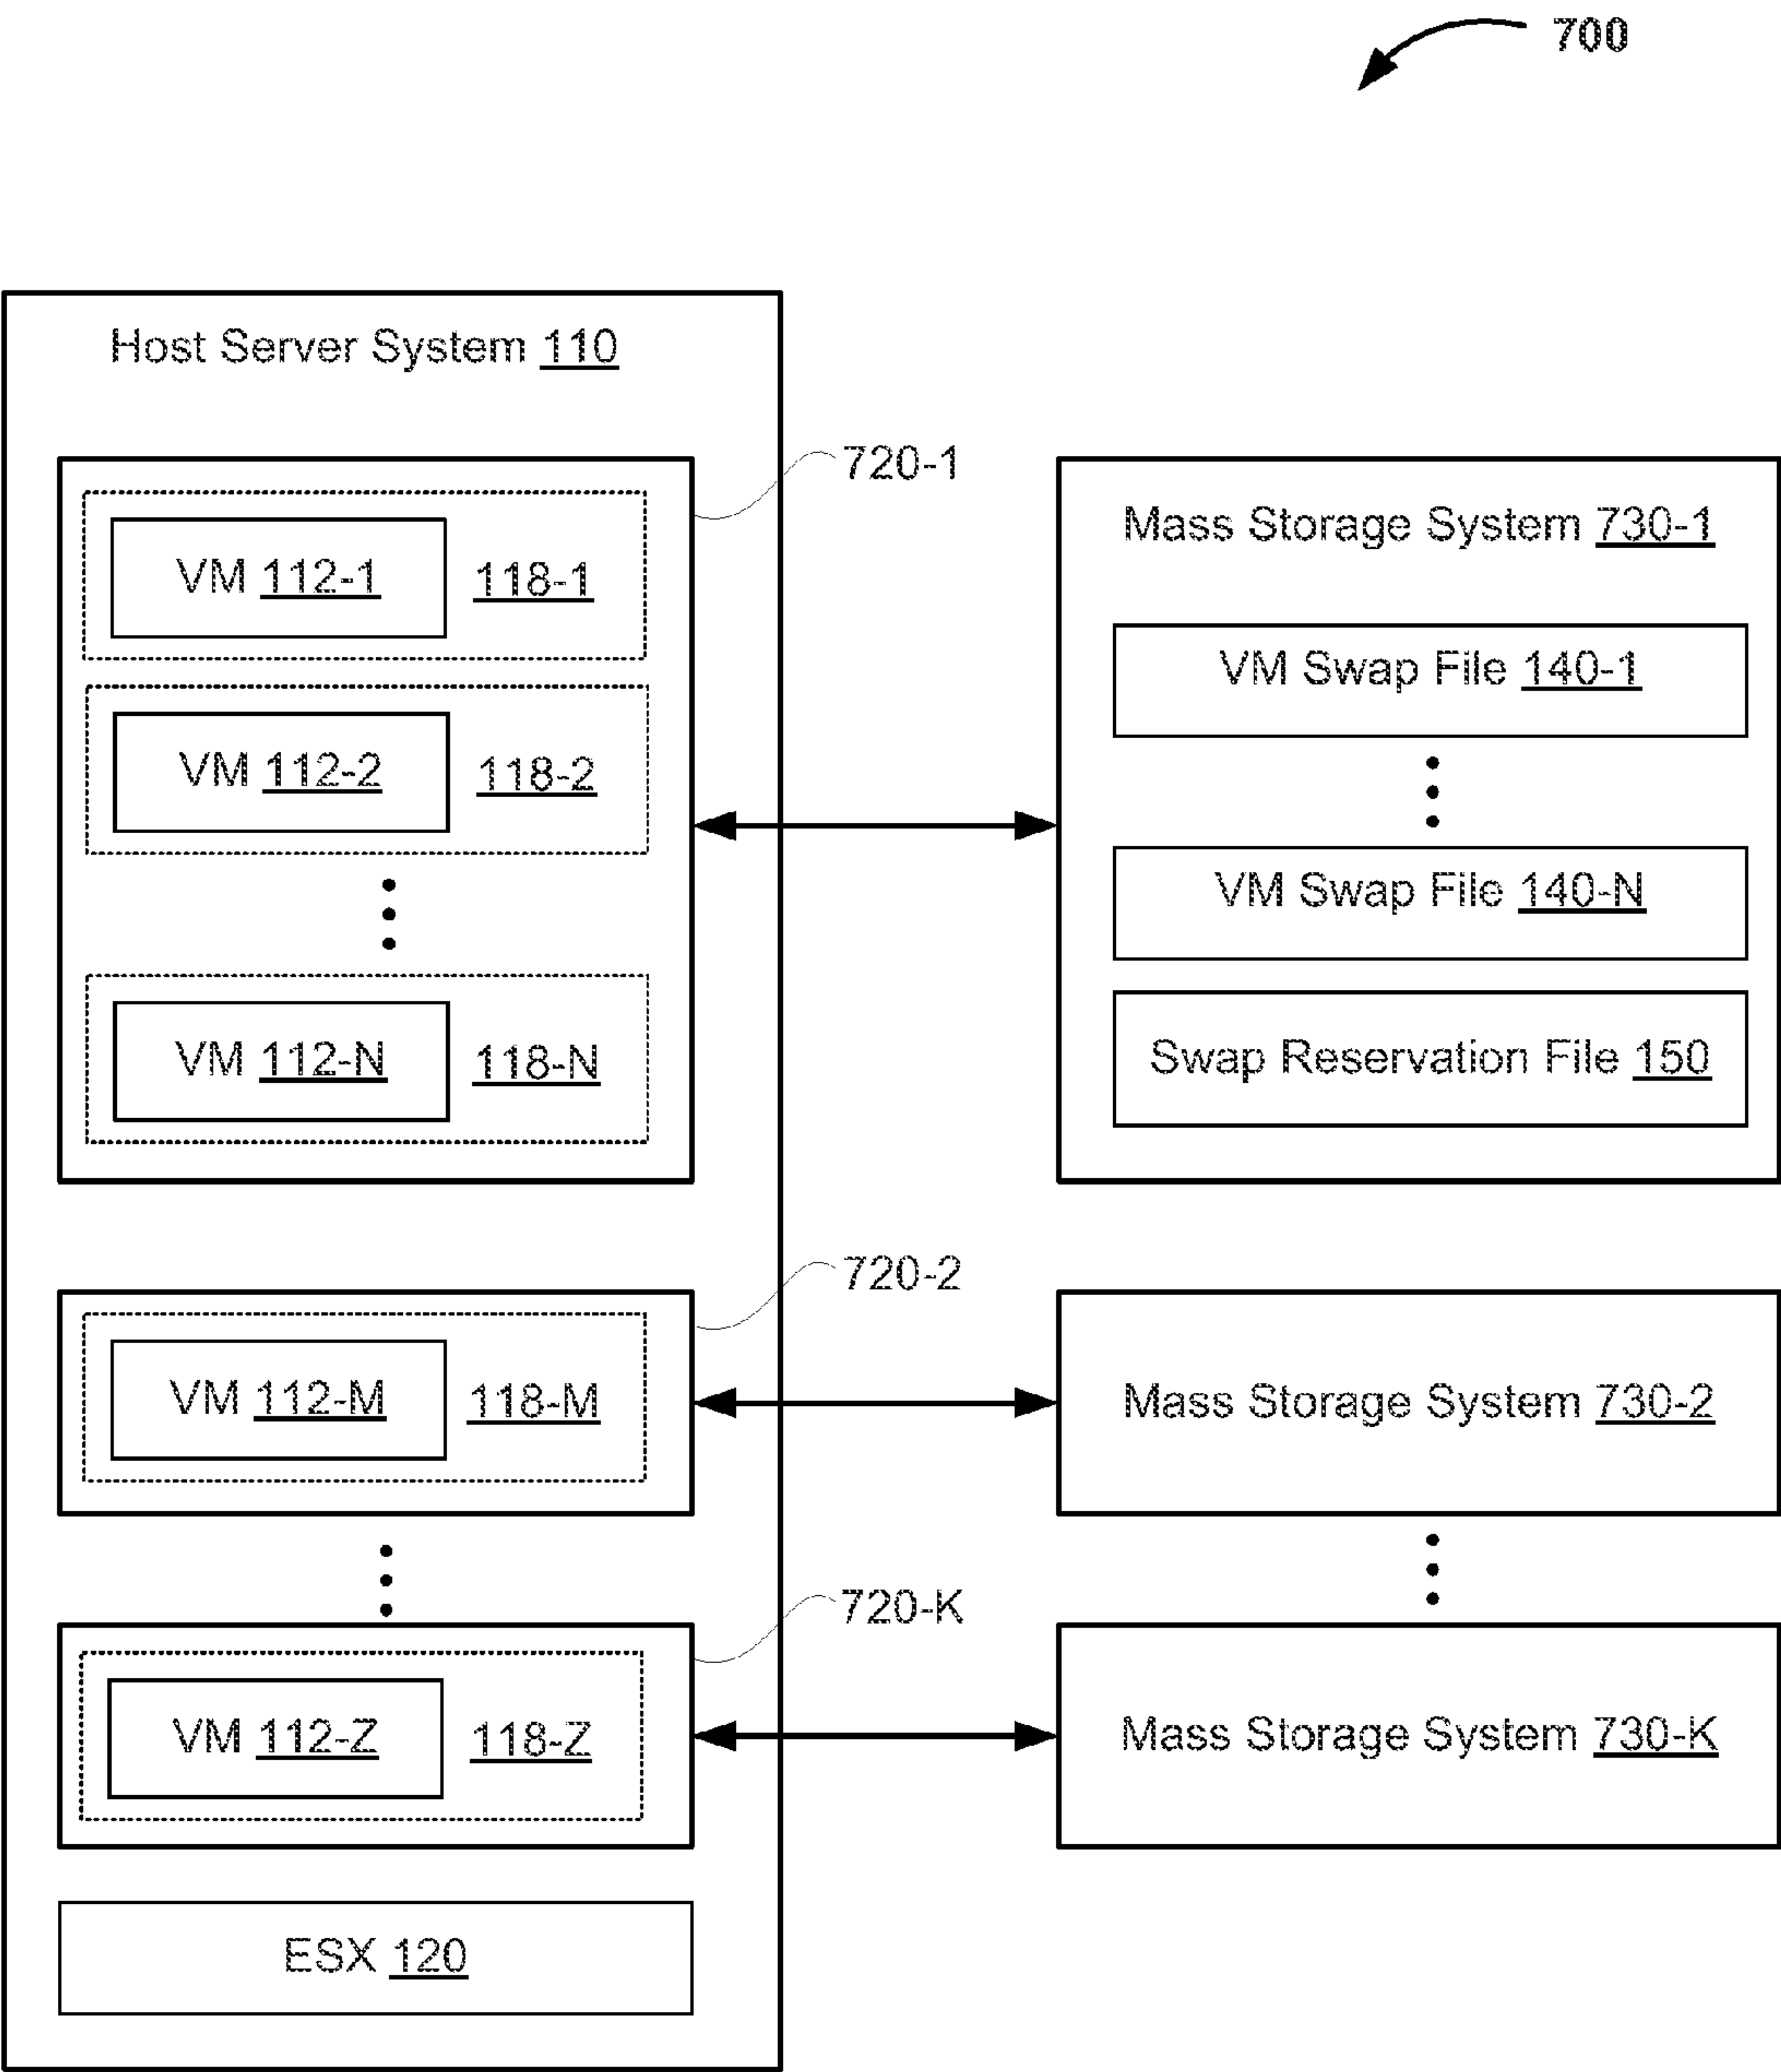 700
Host Server System 110
720-1
VM 112-1 118-1
VM 112-2 118-2
VM 112-N 118-N
Mass Storage System 730-1
VM Swap File 140-1
VM Swap File 140-N
Swap Reservation File 150
720-2
VM 112-M 118-M
Mass Storage System 730-2
720-K
VM 112-Z 118-Z
Mass Storage System 730-K
ESX 120